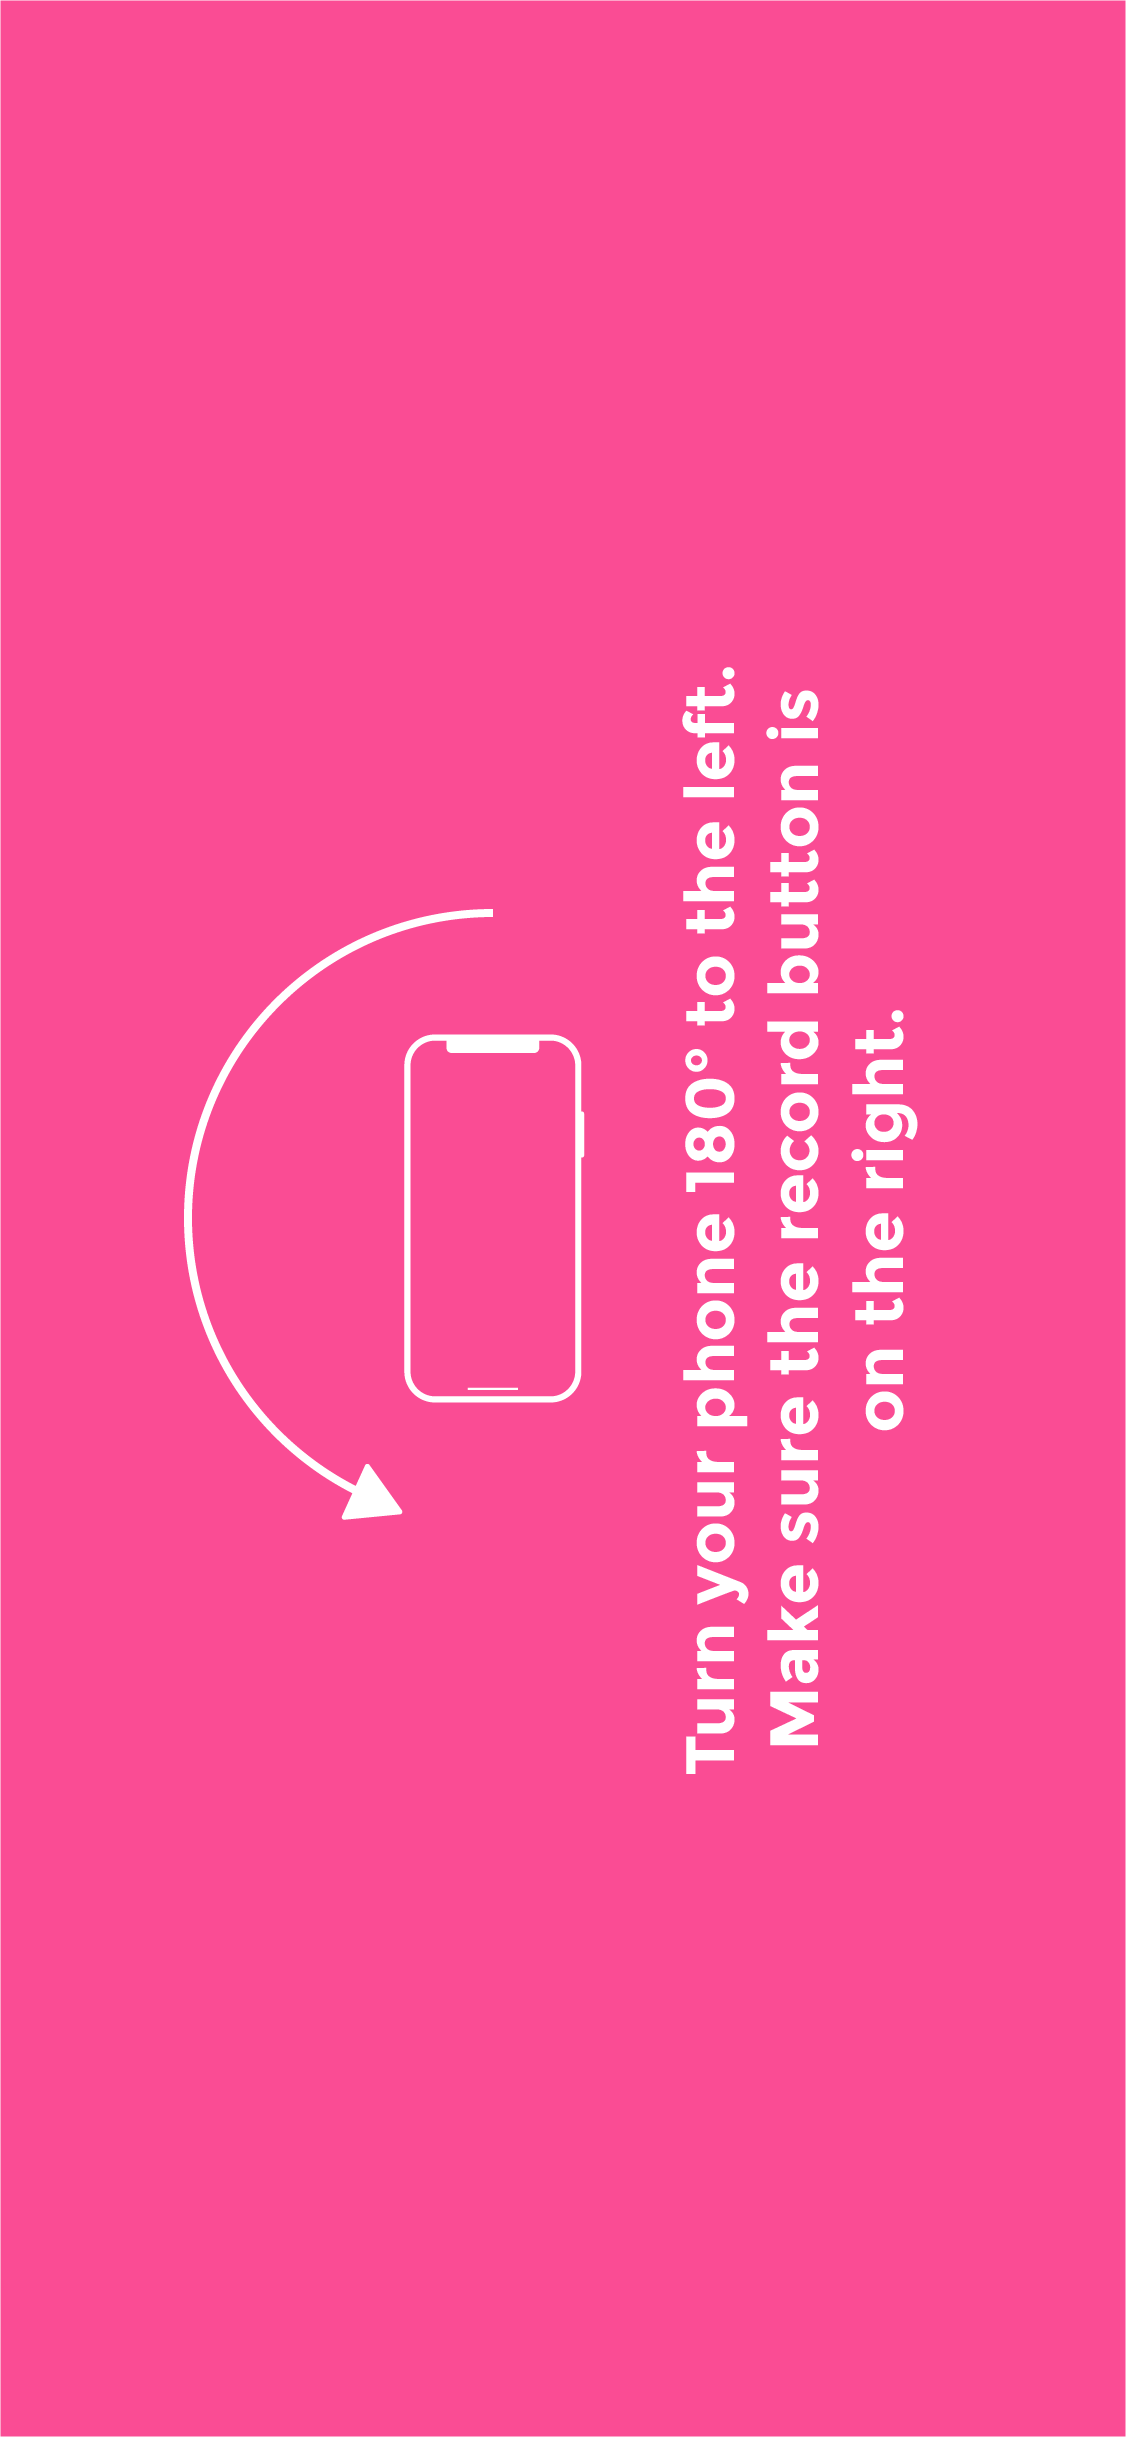 Turn your phone 180° to the left.
Make sure the record button is
on the right.